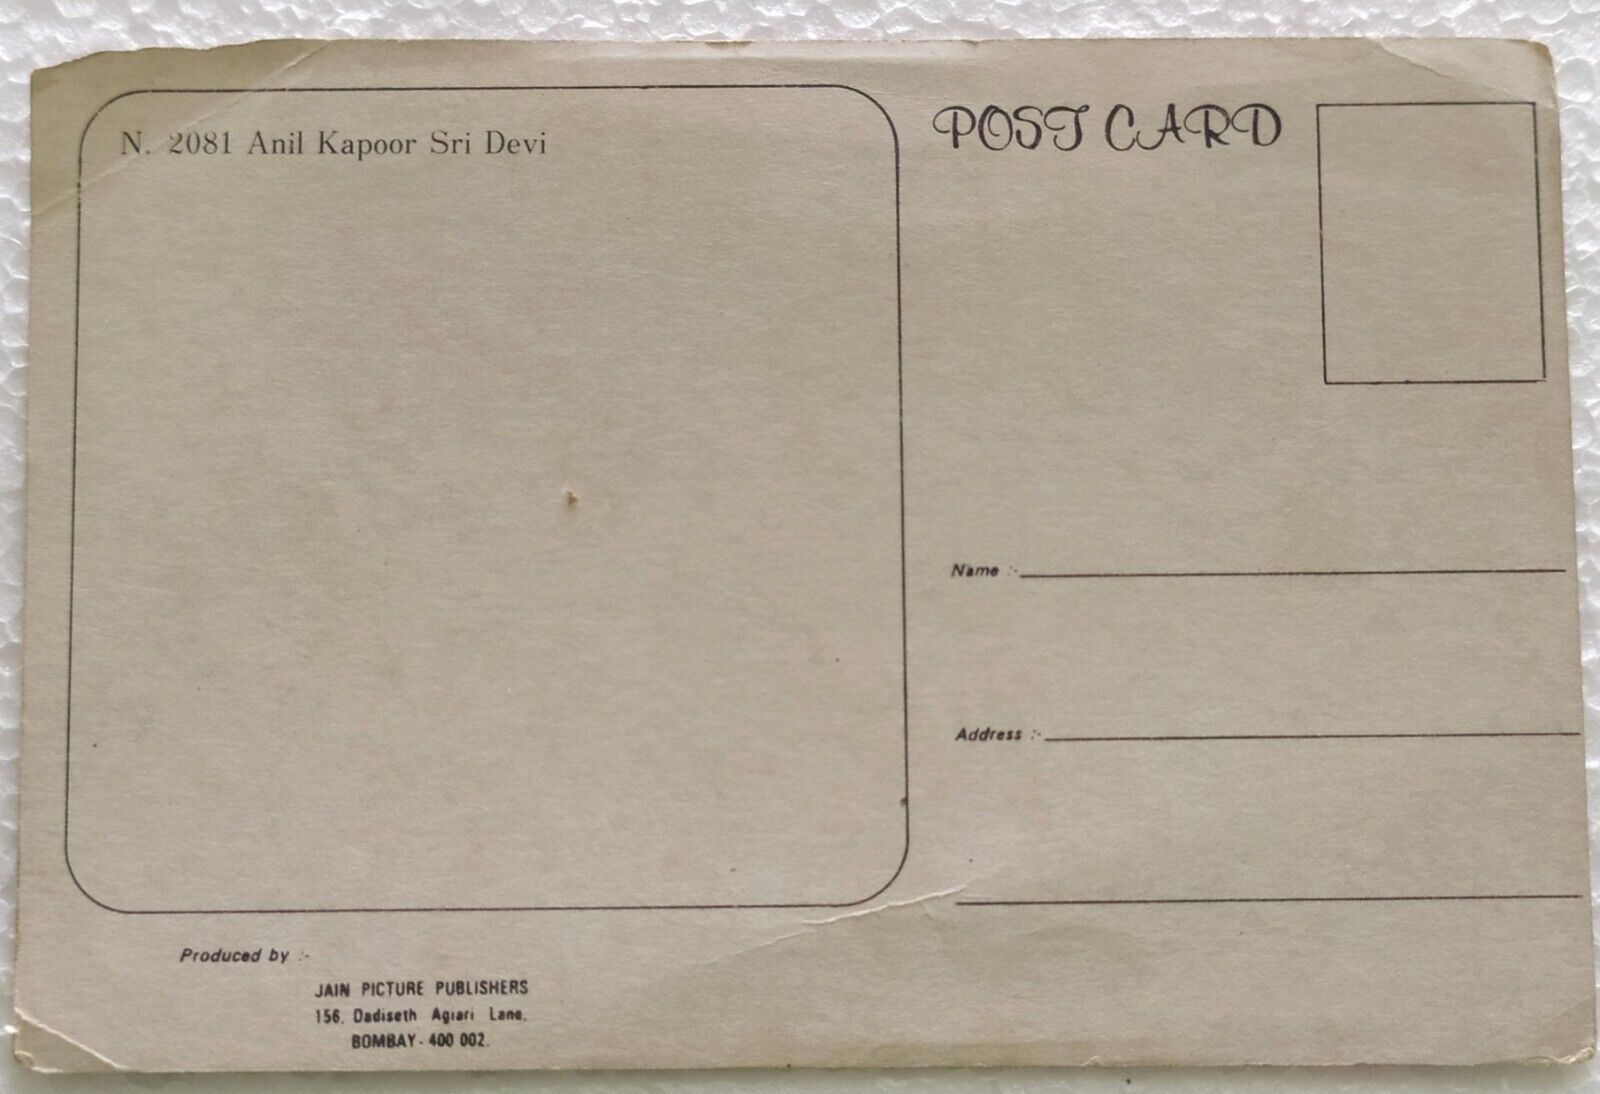 N. 2081 Anil Kapoor Sri Devi
POST CARD
Name :-
Address :-
Produced by :-
JAIN PICTURE PUBLISHERS
156, Dadiseth Agiari Lane,
BOMBAY - 400 002.